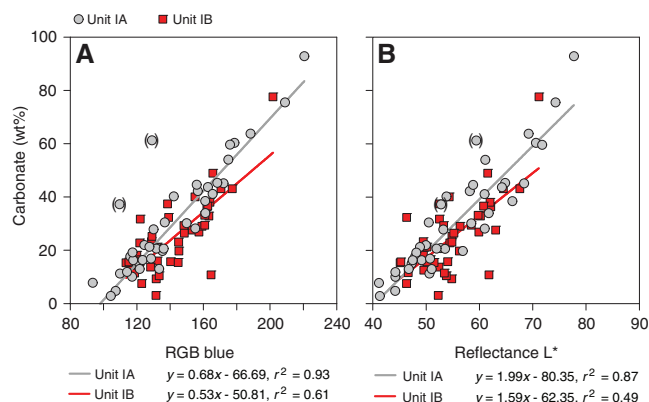 Unit IA Unit IB
A
B
Carbonate (wt%)
100
80
60
40
20
0
( )
( )
( )
( )
80 120 160 200 240
40 50 60 70 80 90
RGB blue
Reflectance L*
Unit IA y = 0.68x - 66.69, r² = 0.93
Unit IB y = 0.53x - 50.81, r² = 0.61
Unit IA y = 1.99x - 80.35, r² = 0.87
Unit IB y = 1.59x - 62.35, r² = 0.49